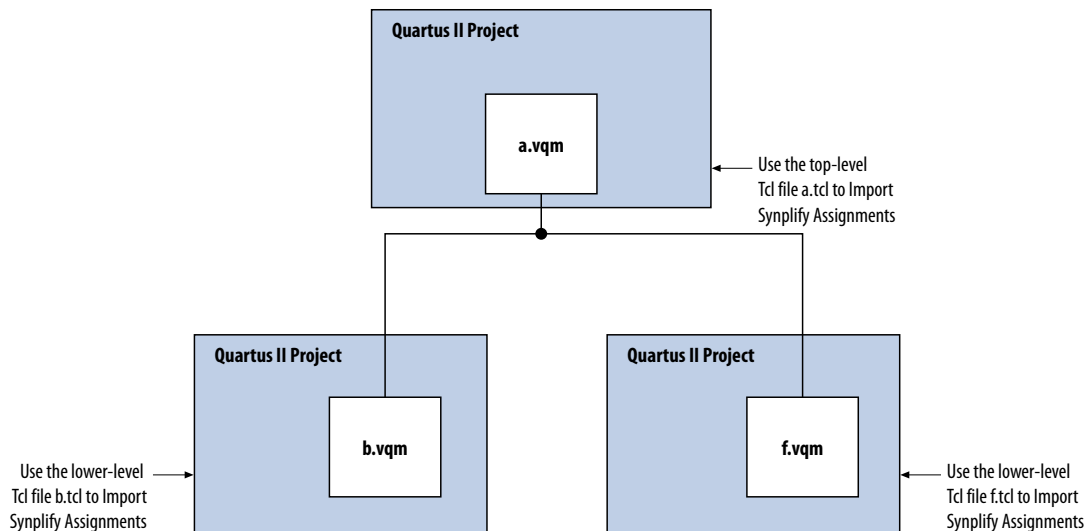 Quartus II Project
a.vqm
Use the top-level
Tcl file a.tcl to Import
Synplify Assignments
Quartus II Project
b.vqm
Use the lower-level
Tcl file b.tcl to Import
Synplify Assignments
Quartus II Project
f.vqm
Use the lower-level
Tcl file f.tcl to Import
Synplify Assignments